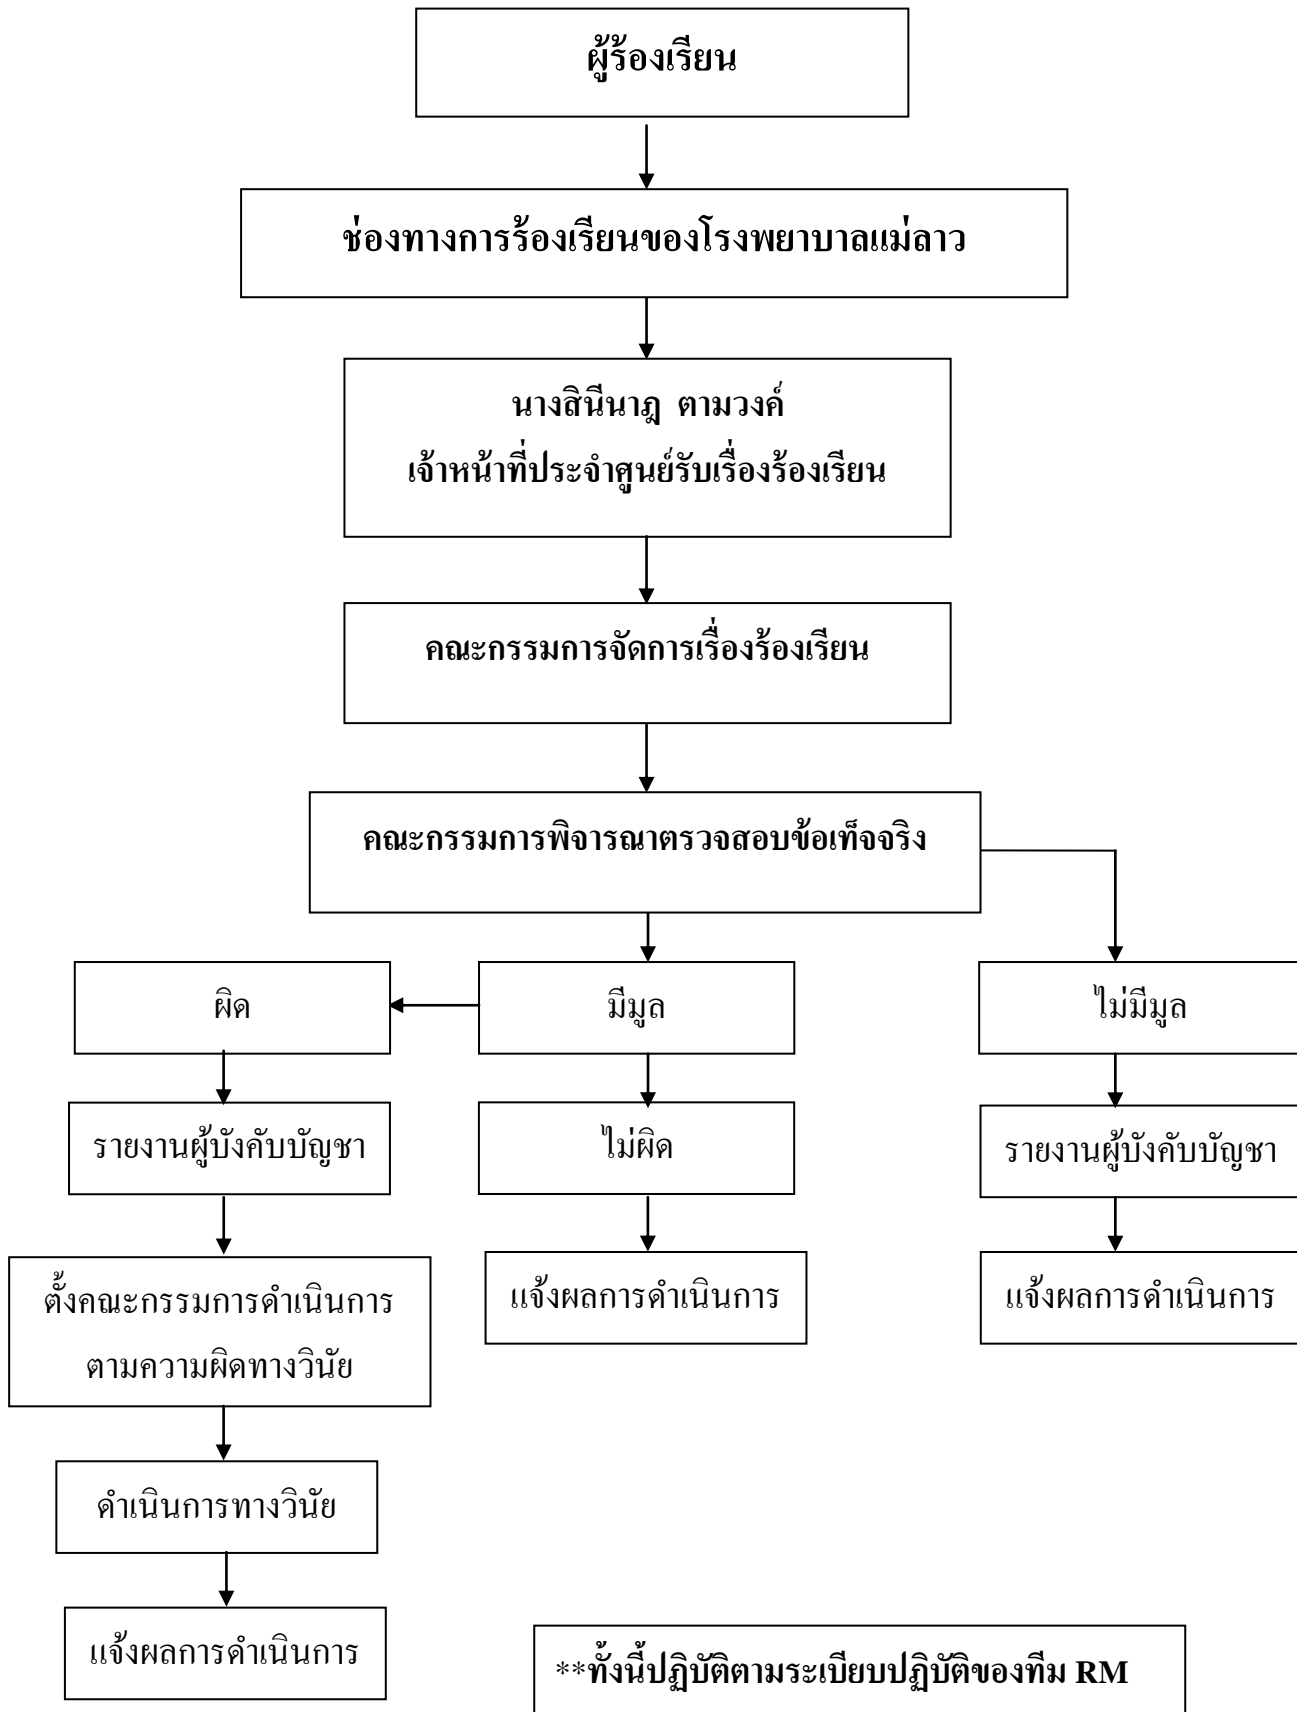 ผู้ร้องเรียน
ช่องทางการร้องเรียนของโรงพยาบาลแม่ลาว
นางสินีนาฎ ตามวงค์
เจ้าหน้าที่ประจำศูนย์รับเรื่องร้องเรียน
คณะกรรมการจัดการเรื่องร้องเรียน
คณะกรรมการพิจารณาตรวจสอบข้อเท็จจริง
ผิด
มีมูล
ไม่มีมูล
รายงานผู้บังคับบัญชา
ไม่ผิด
รายงานผู้บังคับบัญชา
ตั้งคณะกรรมการดำเนินการ
ตามความผิดทางวินัย
แจ้งผลการดำเนินการ
แจ้งผลการดำเนินการ
ดำเนินการทางวินัย
แจ้งผลการดำเนินการ
**ทั้งนี้ปฏิบัติตามระเบียบปฏิบัติของทีม RM